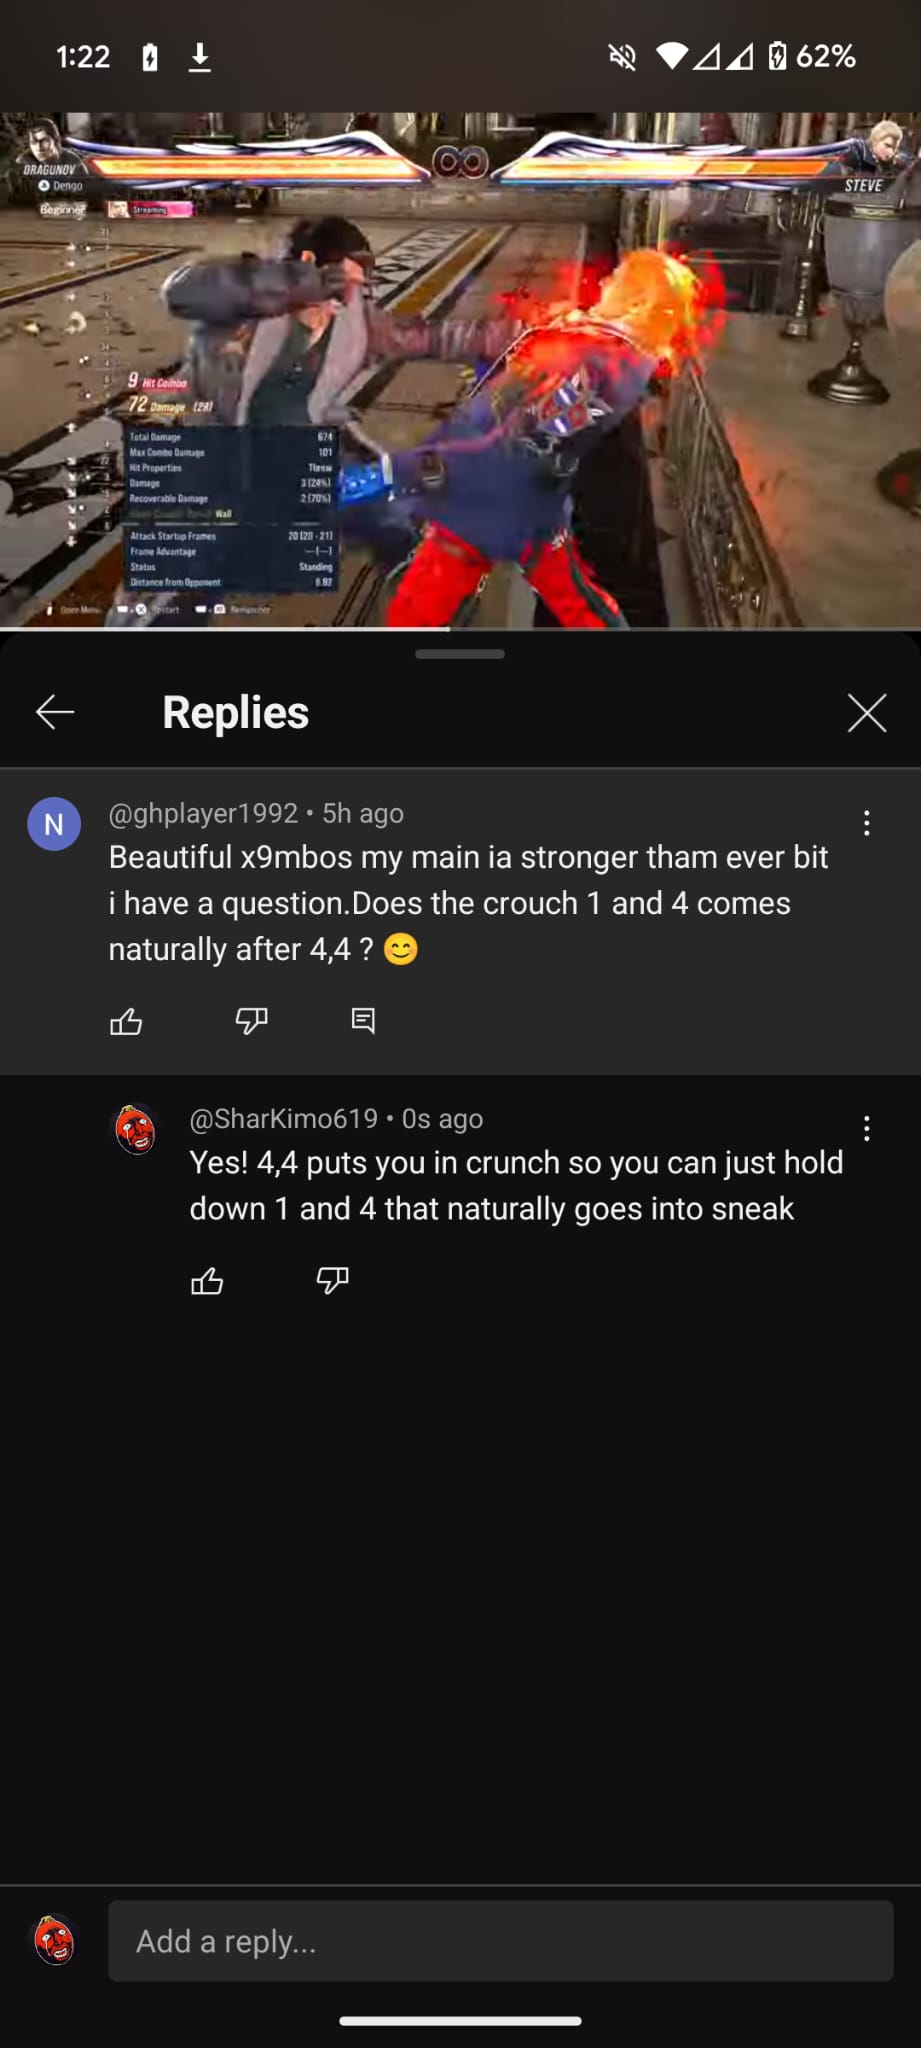 1:22
62%
DRAGUNOV
Dengo
STEVE
Beginner
Streaming
9 Hit Combo
72 Damage (29)
Total Damage 674
Max Combo Damage 101
Hit Properties Throw
Damage 3 (24%)
Recoverable Damage 2 (70%)
Wall
Attack Startup Frames 20 (20 - 21)
Frame Advantage ---(---)
Status Standing
Distance from Opponent 0.92
Replies
N
@ghplayer1992 • 5h ago
Beautiful x9mbos my main ia stronger tham ever bit
i have a question.Does the crouch 1 and 4 comes
naturally after 4,4 ? 😊
@SharKimo619 • 0s ago
Yes! 4,4 puts you in crunch so you can just hold
down 1 and 4 that naturally goes into sneak
Add a reply...